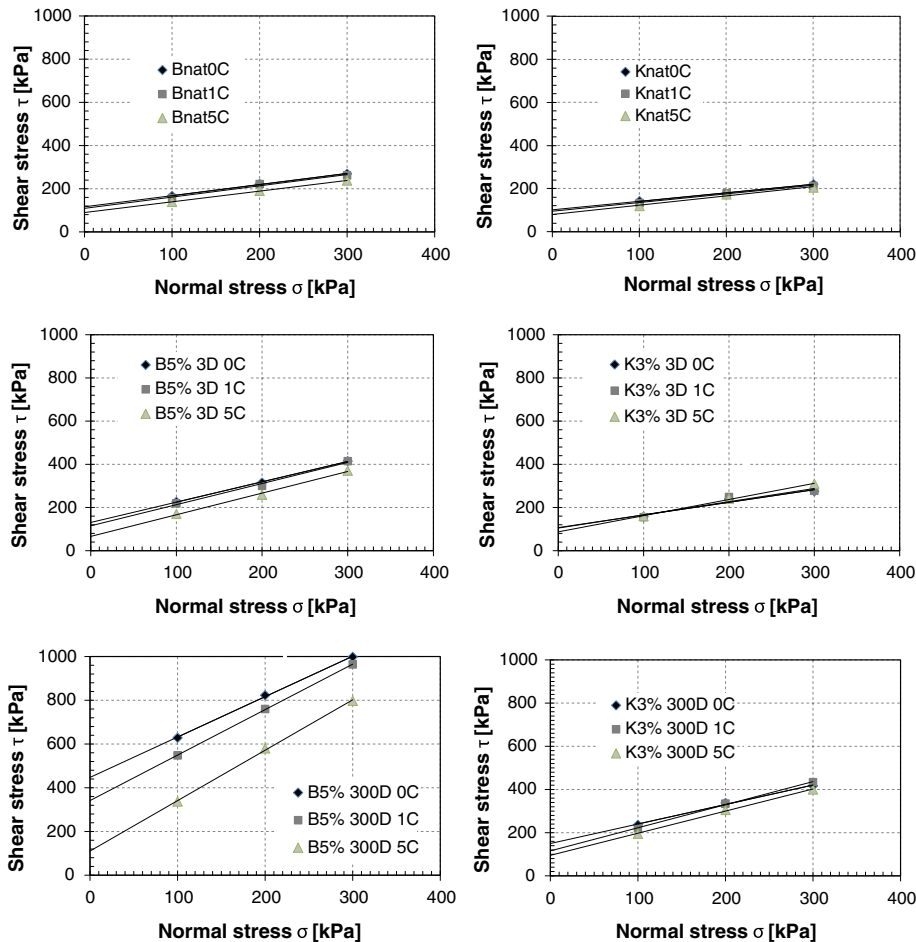 1000
800
600
400
200
0
Shear stress τ [kPa]
Bnat0C
Bnat1C
Bnat5C
0 100 200 300 400
Normal stress σ [kPa]
1000
800
600
400
200
0
Shear stress τ [kPa]
Knat0C
Knat1C
Knat5C
0 100 200 300 400
Normal stress σ [kPa]
1000
800
600
400
200
0
Shear stress τ [kPa]
B5% 3D 0C
B5% 3D 1C
B5% 3D 5C
0 100 200 300 400
Normal stress σ [kPa]
1000
800
600
400
200
0
Shear stress τ [kPa]
K3% 3D 0C
K3% 3D 1C
K3% 3D 5C
0 100 200 300 400
Normal stress σ [kPa]
1000
800
600
400
200
0
Shear stress τ [kPa]
B5% 300D 0C
B5% 300D 1C
B5% 300D 5C
0 100 200 300 400
Normal stress σ [kPa]
1000
800
600
400
200
0
Shear stress τ [kPa]
K3% 300D 0C
K3% 300D 1C
K3% 300D 5C
0 100 200 300 400
Normal stress σ [kPa]